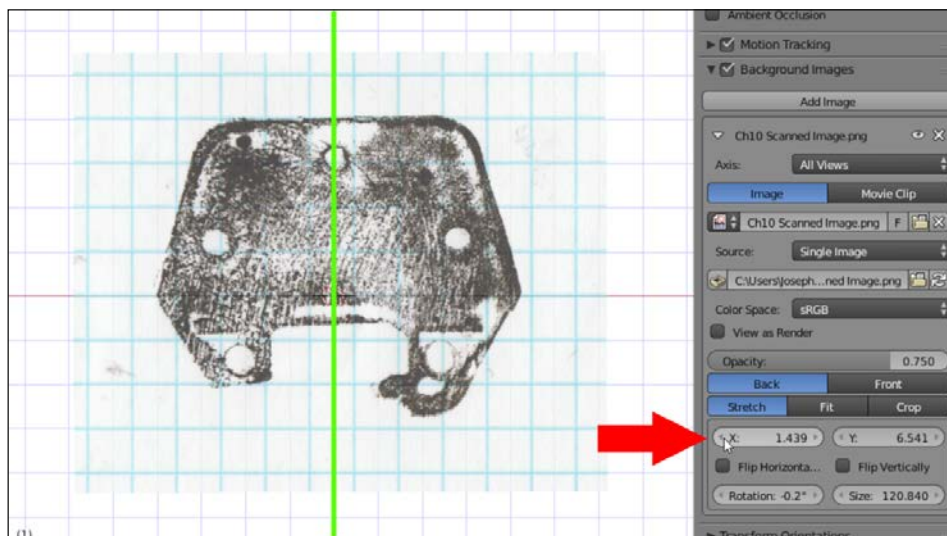 Ambient Occlusion
Motion Tracking
Background Images
Add Image
Ch10 Scanned Image.png
Axis: All Views
Image Movie Clip
Ch10 Scanned Image.png F
Source: Single Image
C:\Users\Joseph...ned Image.png
Color Space: sRGB
View as Render
Opacity: 0.750
Back Front
Stretch Fit Crop
X: 1.439 Y: 6.541
Flip Horizonta... Flip Vertically
Rotation: -0.2° Size: 120.840
Transform Orientations
(1)